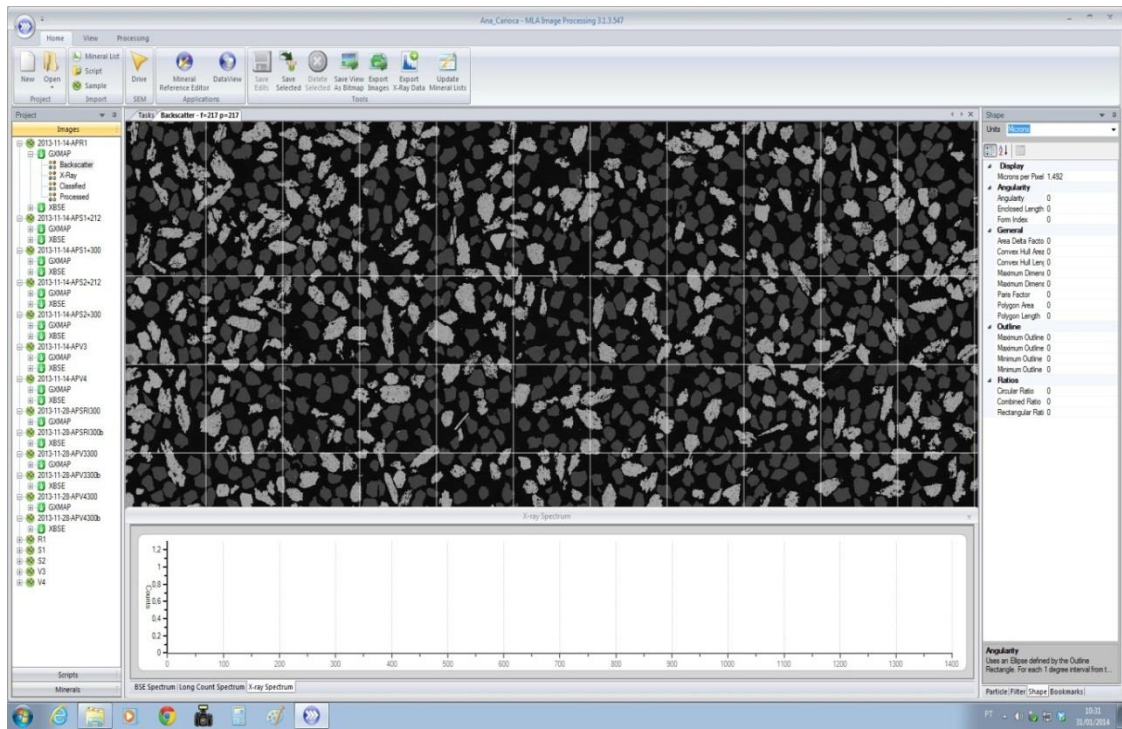 Ana_Carioca - MLA Image Processing 3.1.3.547
Home View Processing
New
Open
Mineral List
Script
Sample
Drive
Mineral Reference Editor
DataView
Save Edits
Save Selected
Delete Selected
Save View As Bitmap
Export Images
Export X-Ray Data
Update Mineral Lists
Project Import SEM Applications Tools
Project
Images
2013-11-14-APR1
GXMAP
Backscatter
X-Ray
Classified
Processed
XBSE
2013-11-14-APS1+212
GXMAP
XBSE
2013-11-14-APS1+300
GXMAP
XBSE
2013-11-14-APS2+212
GXMAP
XBSE
2013-11-14-APS2+300
GXMAP
XBSE
2013-11-14-APV3
GXMAP
XBSE
2013-11-14-APV4
GXMAP
XBSE
2013-11-28-APSRI300
GXMAP
2013-11-28-APSRI300b
XBSE
2013-11-28-APV3300
GXMAP
2013-11-28-APV3300b
XBSE
2013-11-28-APV4300
GXMAP
2013-11-28-APV4300b
XBSE
R1
S1
S2
V3
V4
Scripts
Minerals
Tasks Backscatter - f=217 p=217
X-ray Spectrum
Counts
1,2
1
0,8
0,6
0,4
0,2
0
0 100 200 300 400 500 600 700 800 900 1000 1100 1200 1300 1400
BSE Spectrum Long Count Spectrum X-ray Spectrum
Shape
Units Microns
Display
Microns per Pixel 1,492
Angularity
Angularity 0
Enclosed Length 0
Form Index 0
General
Area Delta Facto 0
Convex Hull Area 0
Convex Hull Leng 0
Maximum Dimens 0
Maximum Dimens 0
Paris Factor 0
Polygon Area 0
Polygon Length 0
Outline
Maximum Outline 0
Maximum Outline 0
Minimum Outline 0
Minimum Outline 0
Ratios
Circular Ratio 0
Combined Ratio 0
Rectangular Rati 0
Angularity
Uses an Ellipse defined by the Outline
Rectangle. For each 1 degree interval from t...
Particle Filter Shape Bookmarks
PT
10:31
31/01/2014